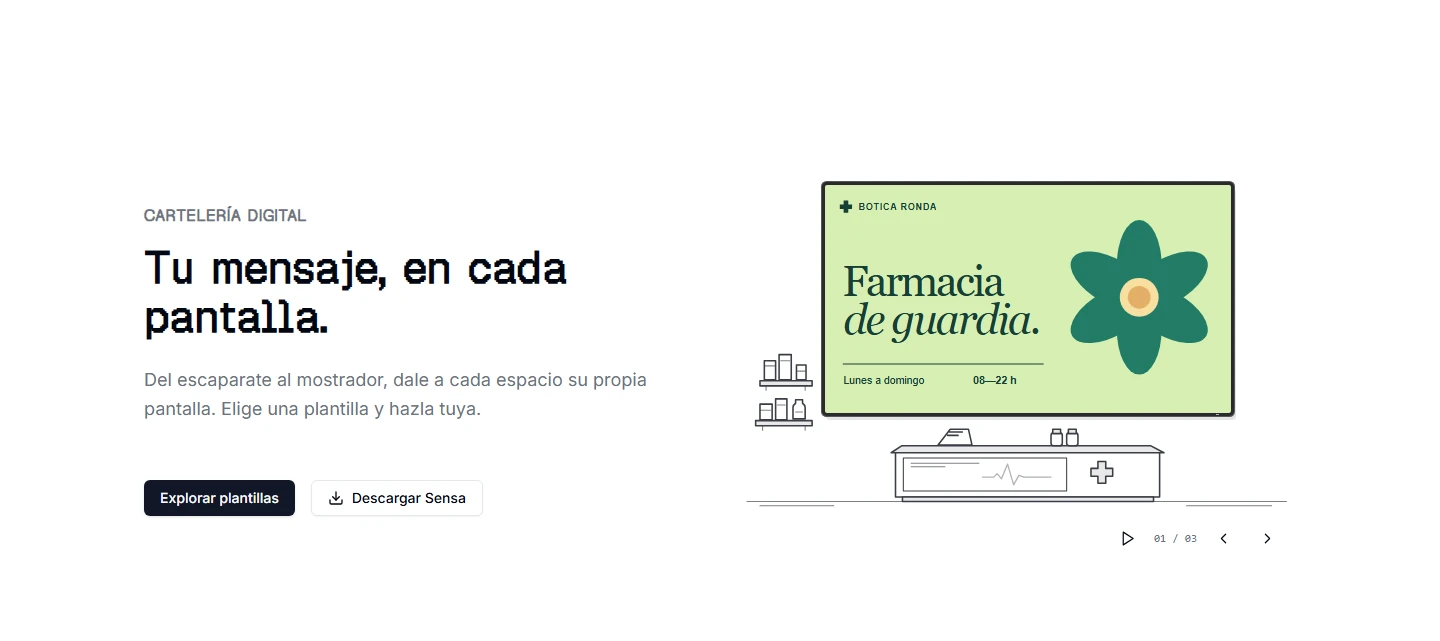 CARTELERÍA DIGITAL
Tu mensaje, en cada
pantalla.
Del escaparate al mostrador, dale a cada espacio su propia
pantalla. Elige una plantilla y hazla tuya.
Explorar plantillas
Descargar Sensa
BOTICA RONDA
Farmacia
de guardia.
Lunes a domingo
08—22 h
01 / 03